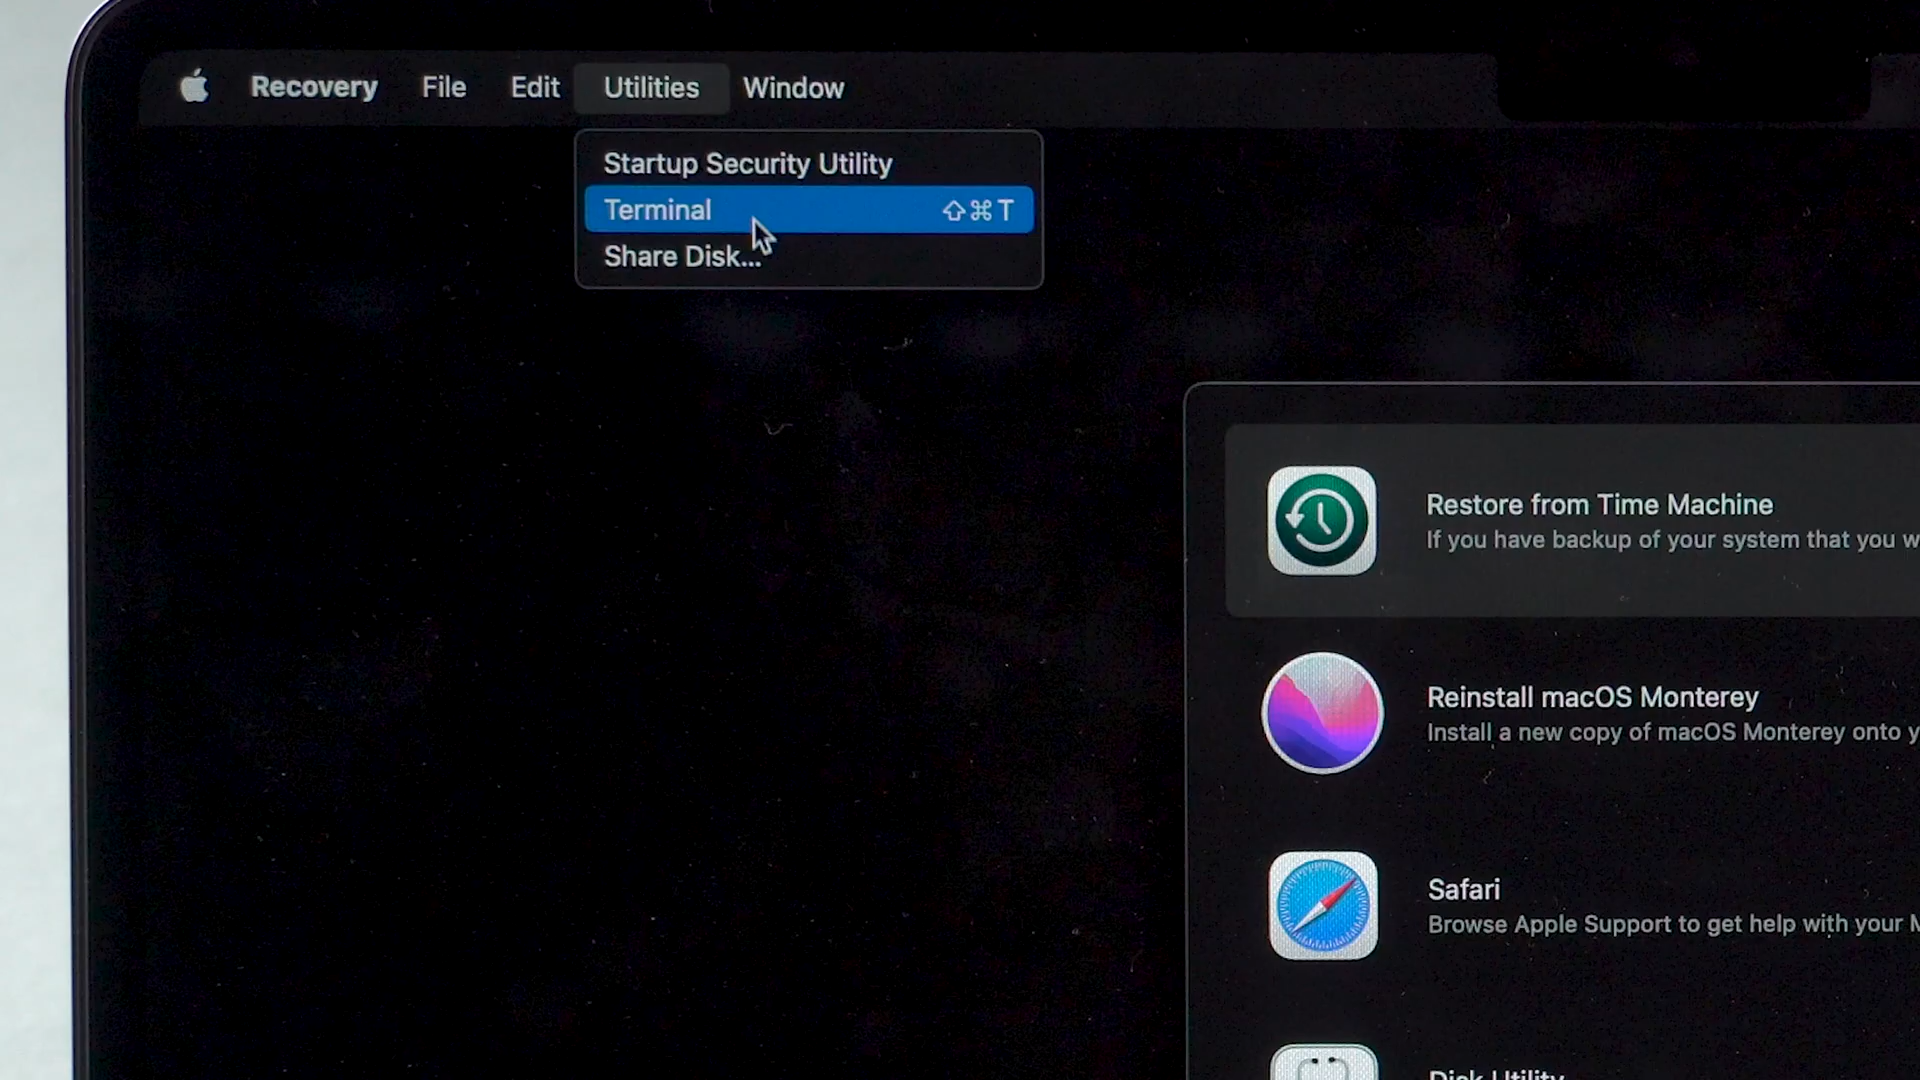 Recovery File Edit Utilities Window
Startup Security Utility
Terminal ⇧⌘T
Share Disk...
Restore from Time Machine
If you have backup of your system that you w
Reinstall macOS Monterey
Install a new copy of macOS Monterey onto y
Safari
Browse Apple Support to get help with your M
Disk Utility